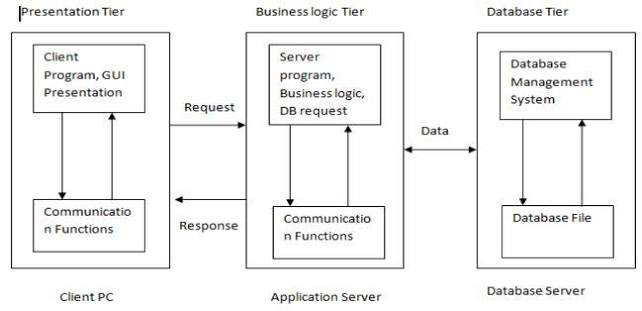 Presentation Tier
Business logic Tier
Database Tier
Client
Program, GUI
Presentation
Server
program,
Business logic,
DB request
Database
Management
System
Request
Data
Communicatio
n Functions
Response
Communicatio
n Functions
Database File
Client PC
Application Server
Database Server